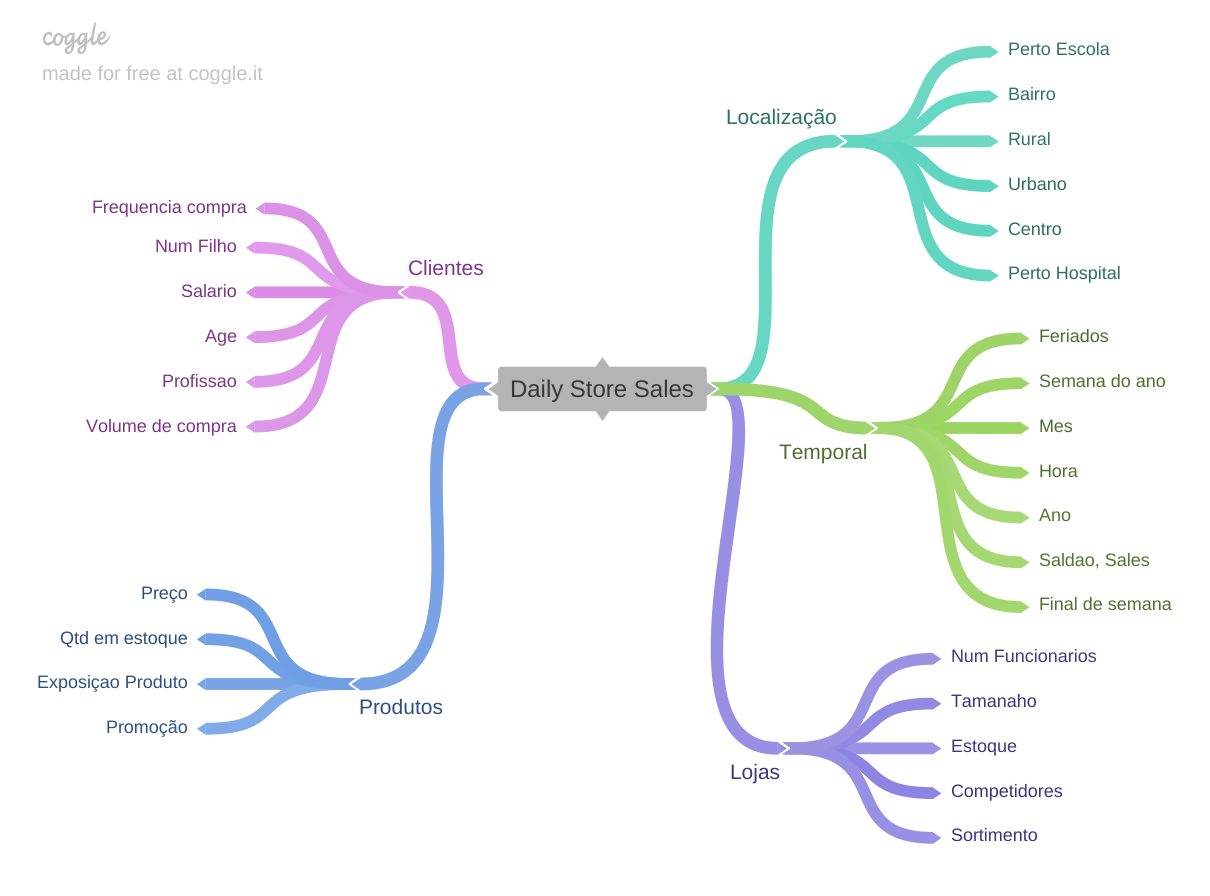 coggle
made for free at coggle.it
Daily Store Sales
Localização
Perto Escola
Bairro
Rural
Urbano
Centro
Perto Hospital
Temporal
Feriados
Semana do ano
Mes
Hora
Ano
Saldao, Sales
Final de semana
Lojas
Num Funcionarios
Tamanaho
Estoque
Competidores
Sortimento
Clientes
Frequencia compra
Num Filho
Salario
Age
Profissao
Volume de compra
Produtos
Preço
Qtd em estoque
Exposiçao Produto
Promoção